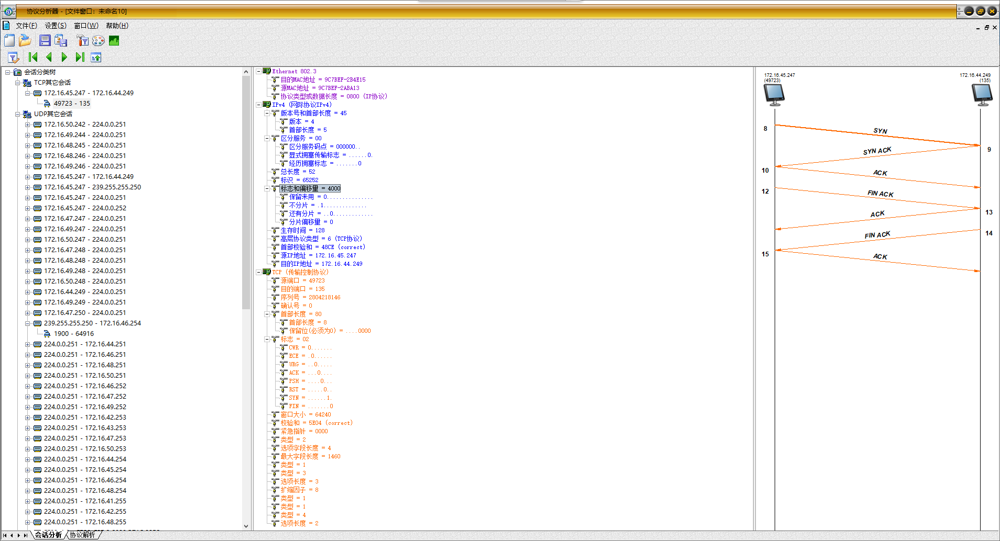 协议分析器 - [文件窗口：未命名10]
文件(F) 设置(S) 窗口(W) 帮助(H)
会话分类树
TCP其它会话
172.16.45.247 - 172.16.44.249
49723 - 135
UDP其它会话
172.16.50.242 - 224.0.0.251
172.16.49.244 - 224.0.0.251
172.16.48.245 - 224.0.0.251
172.16.48.246 - 224.0.0.251
172.16.49.246 - 224.0.0.251
172.16.45.247 - 172.16.44.249
172.16.45.247 - 239.255.255.250
172.16.45.247 - 224.0.0.251
172.16.45.247 - 224.0.0.252
172.16.47.247 - 224.0.0.251
172.16.49.247 - 224.0.0.251
172.16.50.247 - 224.0.0.251
172.16.47.248 - 224.0.0.251
172.16.48.248 - 224.0.0.251
172.16.49.248 - 224.0.0.251
172.16.50.248 - 224.0.0.251
172.16.44.249 - 224.0.0.251
172.16.49.249 - 224.0.0.251
172.16.47.250 - 224.0.0.251
239.255.255.250 - 172.16.46.254
1900 - 64916
224.0.0.251 - 172.16.44.251
224.0.0.251 - 172.16.46.251
224.0.0.251 - 172.16.48.251
224.0.0.251 - 172.16.50.251
224.0.0.251 - 172.16.46.252
224.0.0.251 - 172.16.47.252
224.0.0.251 - 172.16.49.252
224.0.0.251 - 172.16.42.253
224.0.0.251 - 172.16.43.253
224.0.0.251 - 172.16.47.253
224.0.0.251 - 172.16.50.253
224.0.0.251 - 172.16.44.254
224.0.0.251 - 172.16.45.254
224.0.0.251 - 172.16.46.254
224.0.0.251 - 172.16.48.254
224.0.0.251 - 172.16.41.255
224.0.0.251 - 172.16.42.255
224.0.0.251 - 172.16.48.255
会话分析 协议解析
Ethernet 802.3
目的MAC地址 = 9C7BEF-2B4E15
源MAC地址 = 9C7BEF-2ABA13
协议类型或数据长度 = 0800 (IP协议)
IPv4 (网际协议IPv4)
版本号和首部长度 = 45
版本 = 4
首部长度 = 5
区分服务 = 00
区分服务码点 = 000000..
显式拥塞传输标志 = ......0.
经历拥塞标志 = .......0
总长度 = 52
标识 = 65252
标志和偏移量 = 4000
保留未用 = 0...............
不分片 = .1..............
还有分片 = ..0.............
分片偏移量 = 0
生存时间 = 128
高层协议类型 = 6 (TCP协议)
首部校验和 = 48CE (correct)
源IP地址 = 172.16.45.247
目的IP地址 = 172.16.44.249
TCP (传输控制协议)
源端口 = 49723
目的端口 = 135
序列号 = 2804218146
确认号 = 0
首部长度 = 80
首部长度 = 8
保留位(必须为0) = ....0000
标志 = 02
CWR = 0.......
ECE = .0......
URG = ..0.....
ACK = ...0....
PSH = ....0...
RST = .....0..
SYN = ......1.
FIN = .......0
窗口大小 = 64240
校验和 = 5E04 (correct)
紧急指针 = 0000
类型 = 2
选项字段长度 = 4
最大字段长度 = 1460
类型 = 1
类型 = 3
选项长度 = 3
扩缩因子 = 8
类型 = 1
类型 = 1
类型 = 4
选项长度 = 2
172.16.45.247
(49723)
172.16.44.249
(135)
8
SYN
9
SYN ACK
10
ACK
12
FIN ACK
13
ACK
14
FIN ACK
15
ACK